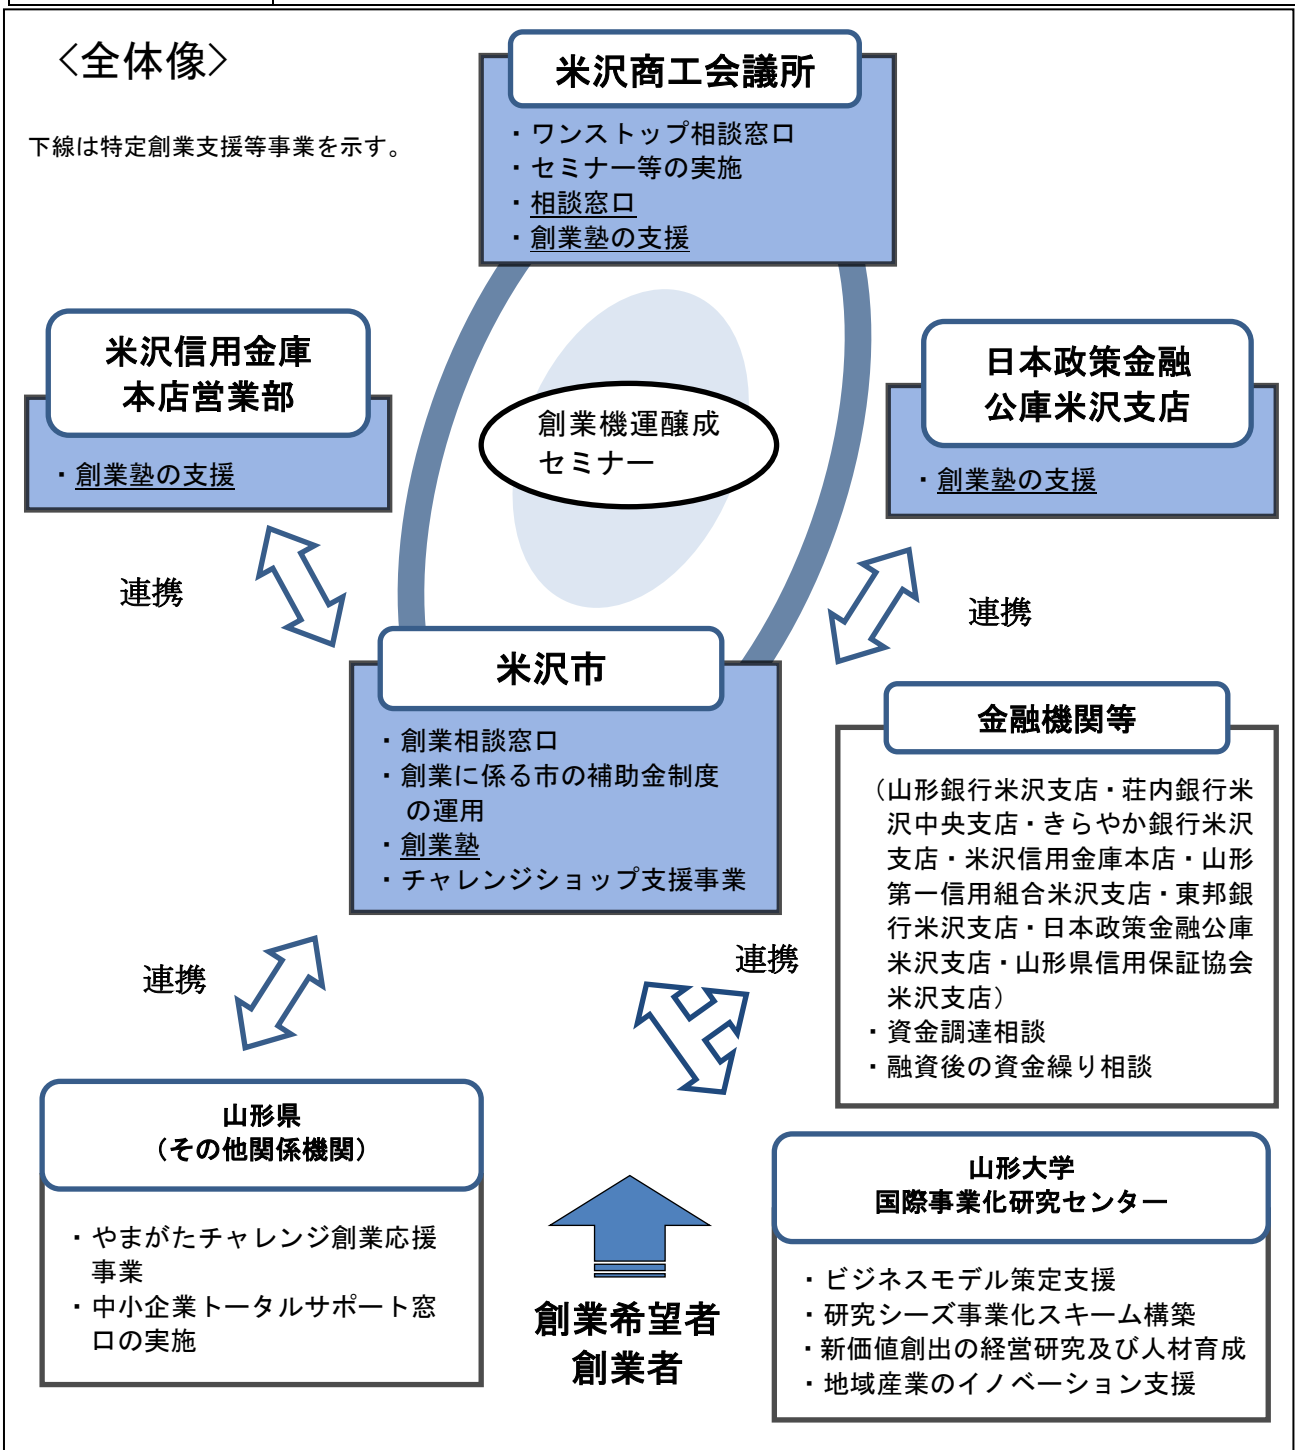 〈全体像〉
下線は特定創業支援等事業を示す。
米沢商工会議所
・ワンストップ相談窓口
・セミナー等の実施
・相談窓口
・創業塾の支援
米沢信用金庫
本店営業部
・創業塾の支援
創業機運醸成
セミナー
日本政策金融
公庫米沢支店
・創業塾の支援
連携
連携
米沢市
・創業相談窓口
・創業に係る市の補助金制度
の運用
・創業塾
・チャレンジショップ支援事業
金融機関等
（山形銀行米沢支店・荘内銀行米
沢中央支店・きらやか銀行米沢
支店・米沢信用金庫本店・山形
第一信用組合米沢支店・東邦銀
行米沢支店・日本政策金融公庫
米沢支店・山形県信用保証協会
米沢支店）
・資金調達相談
・融資後の資金繰り相談
連携
連携
山形県
（その他関係機関）
・やまがたチャレンジ創業応援
事業
・中小企業トータルサポート窓
口の実施
創業希望者
創業者
山形大学
国際事業化研究センター
・ビジネスモデル策定支援
・研究シーズ事業化スキーム構築
・新価値創出の経営研究及び人材育成
・地域産業のイノベーション支援